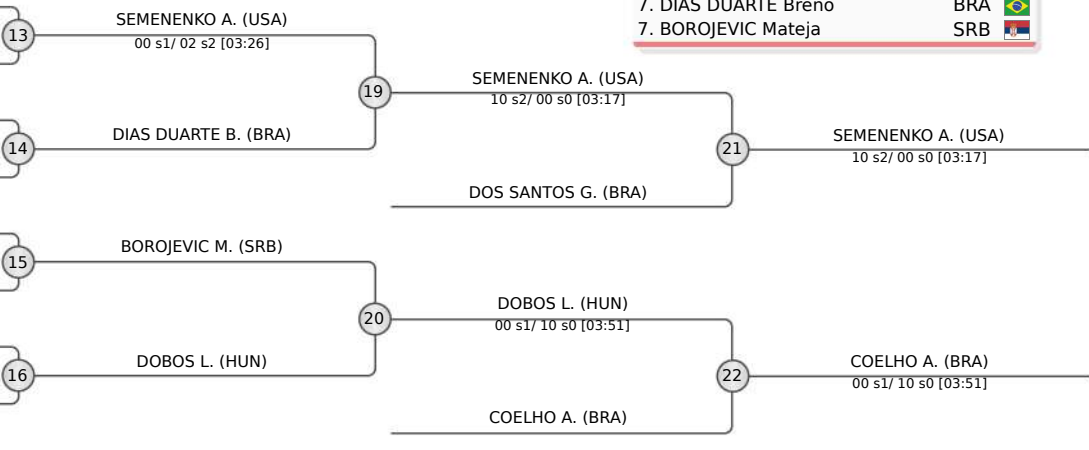 7. DIAS DUARTE Breno BRA
7. BOROJEVIC Mateja SRB
SEMENENKO A. (USA)
13
00 s1/ 02 s2 [03:26]
SEMENENKO A. (USA)
19
10 s2/ 00 s0 [03:17]
DIAS DUARTE B. (BRA)
14
SEMENENKO A. (USA)
21
10 s2/ 00 s0 [03:17]
DOS SANTOS G. (BRA)
BOROJEVIC M. (SRB)
15
DOBOS L. (HUN)
20
00 s1/ 10 s0 [03:51]
DOBOS L. (HUN)
16
COELHO A. (BRA)
22
00 s1/ 10 s0 [03:51]
COELHO A. (BRA)